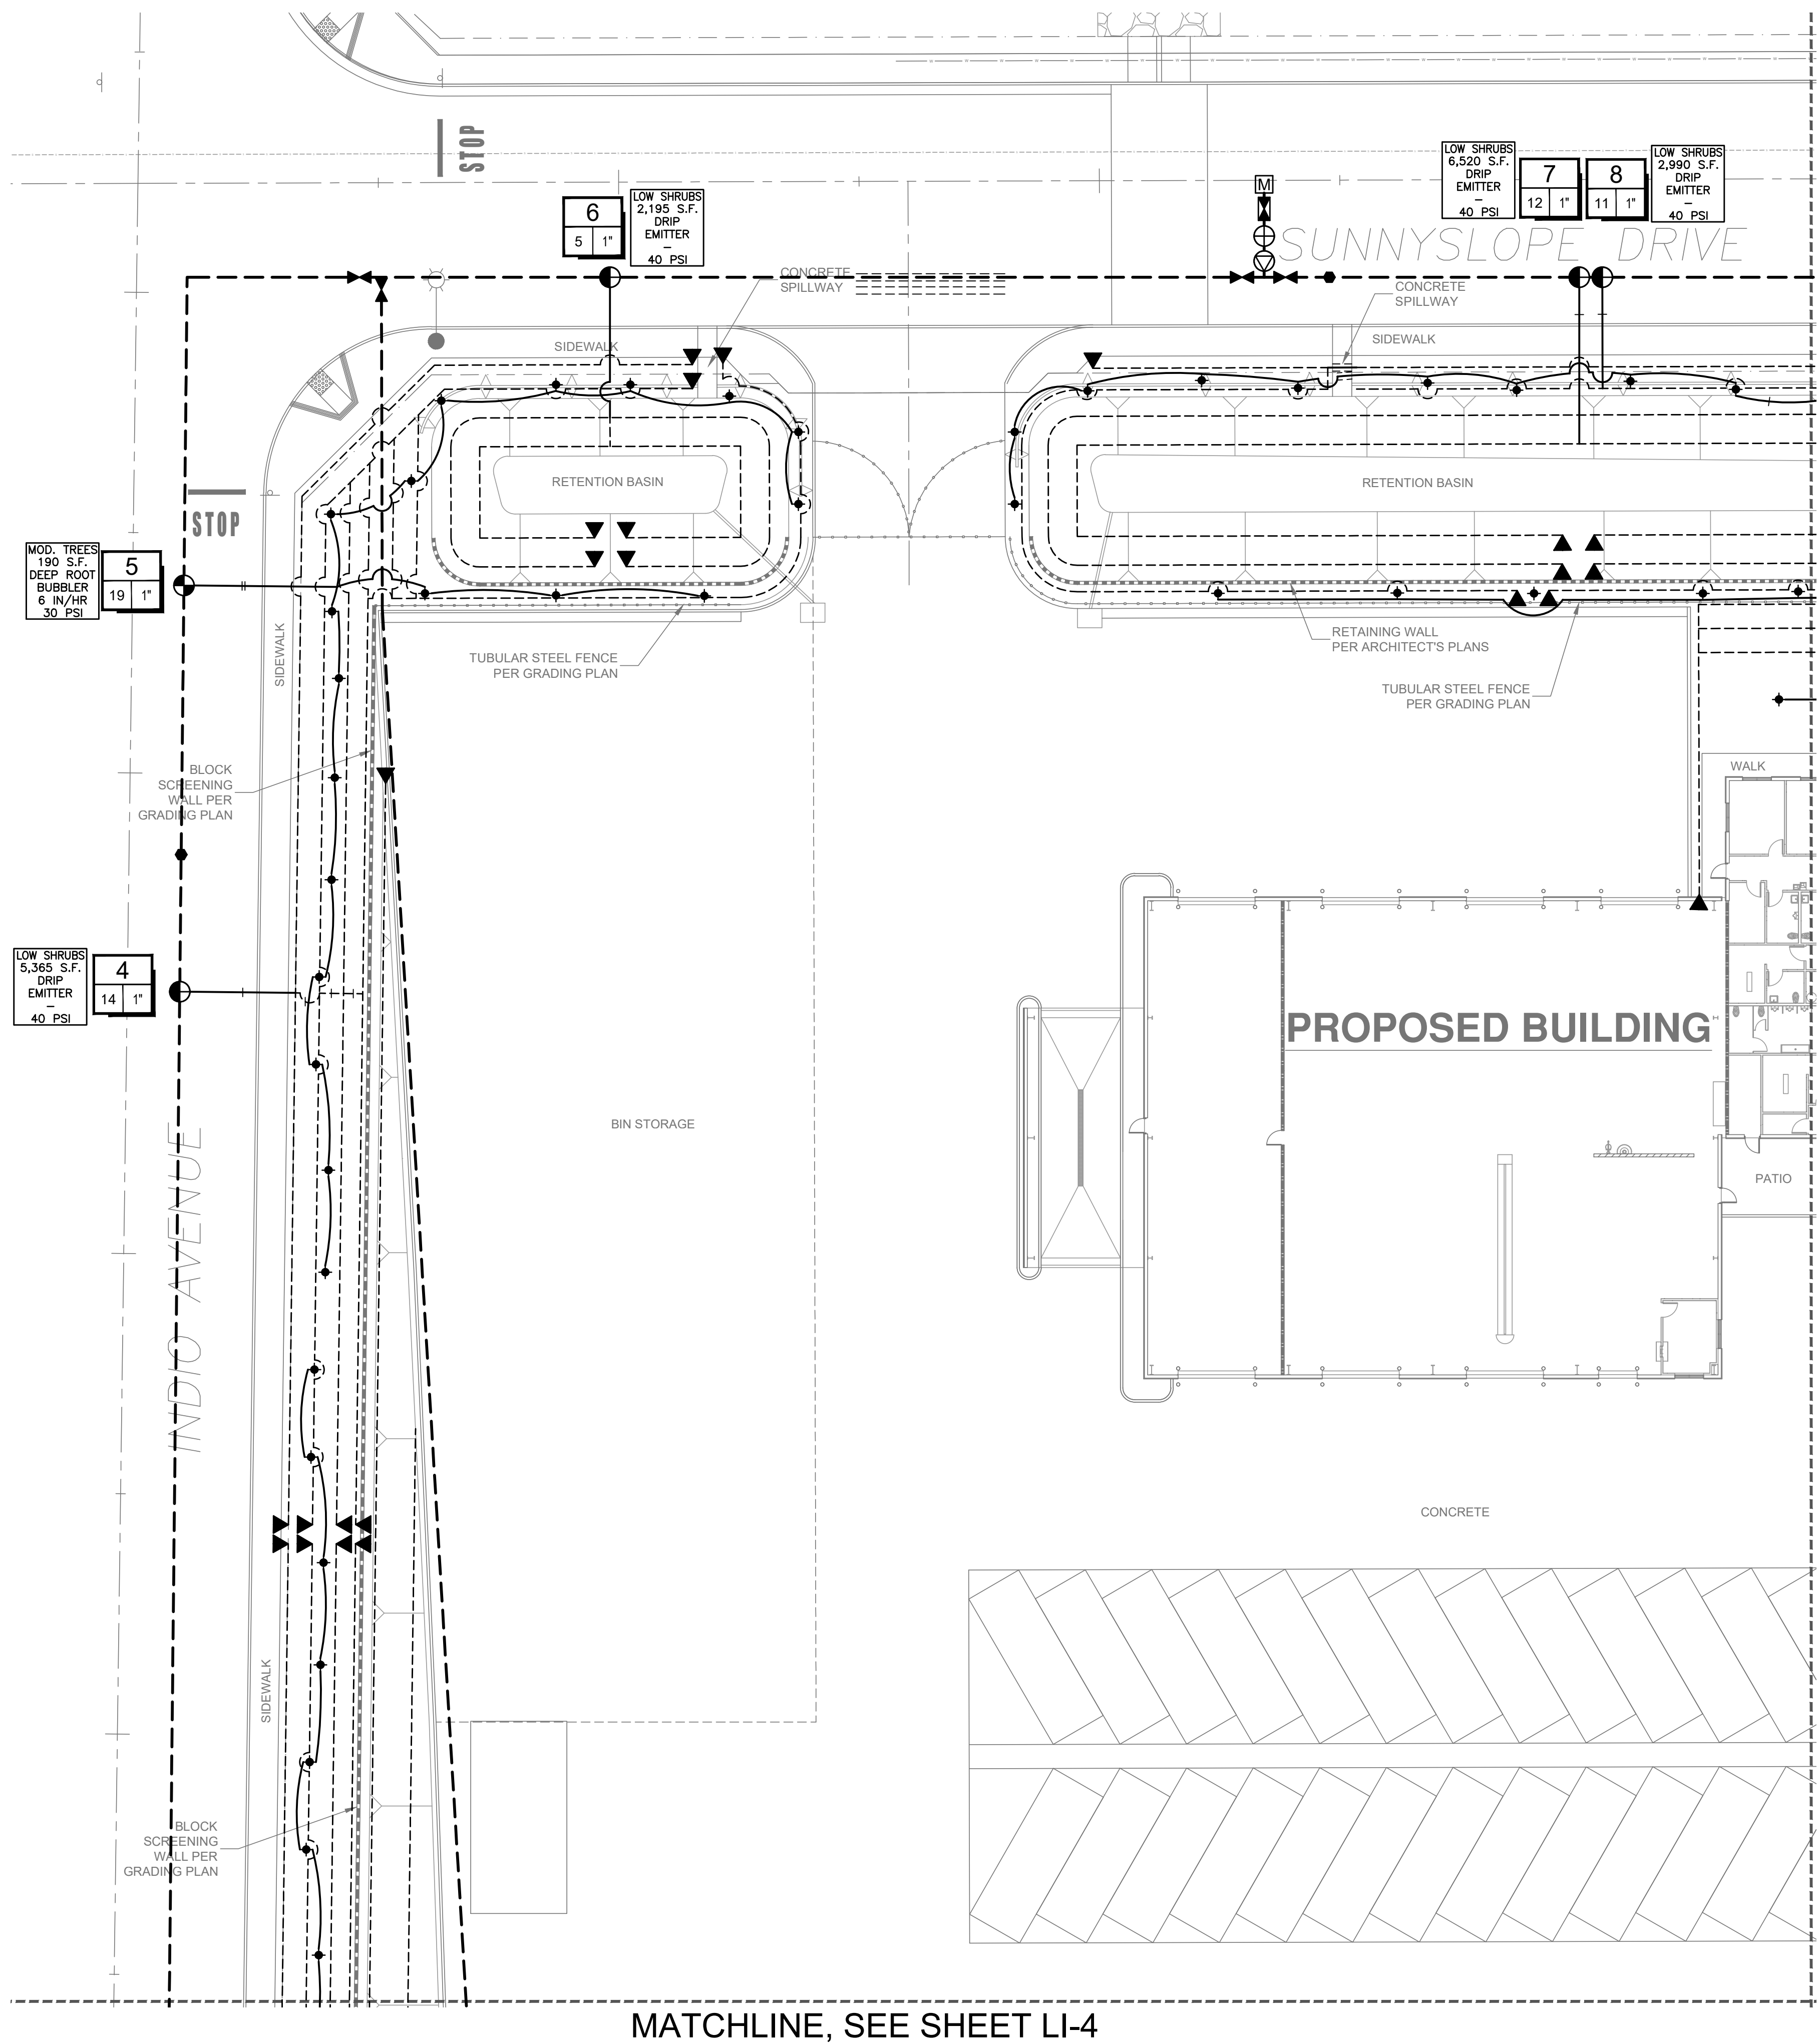 STOP
LOW SHRUBS
6,520 S.F.
DRIP
EMITTER
–
40 PSI
7
12 1"
8
11 1"
LOW SHRUBS
2,990 S.F.
DRIP
EMITTER
–
40 PSI
M
6
5 1"
LOW SHRUBS
2,195 S.F.
DRIP
EMITTER
–
40 PSI
SUNNYSLOPE DRIVE
CONCRETE
SPILLWAY
CONCRETE
SPILLWAY
SIDEWALK
SIDEWALK
RETENTION BASIN
RETENTION BASIN
STOP
MOD. TREES
190 S.F.
DEEP ROOT
BUBBLER
6 IN/HR
30 PSI
5
19 1"
SIDEWALK
TUBULAR STEEL FENCE
PER GRADING PLAN
RETAINING WALL
PER ARCHITECT'S PLANS
TUBULAR STEEL FENCE
PER GRADING PLAN
BLOCK
SCREENING
WALL PER
GRADING PLAN
WALK
LOW SHRUBS
5,365 S.F.
DRIP
EMITTER
–
40 PSI
4
14 1"
PROPOSED BUILDING
BIN STORAGE
PATIO
INDIO AVENUE
CONCRETE
SIDEWALK
BLOCK
SCREENING
WALL PER
GRADING PLAN
MATCHLINE, SEE SHEET LI-4